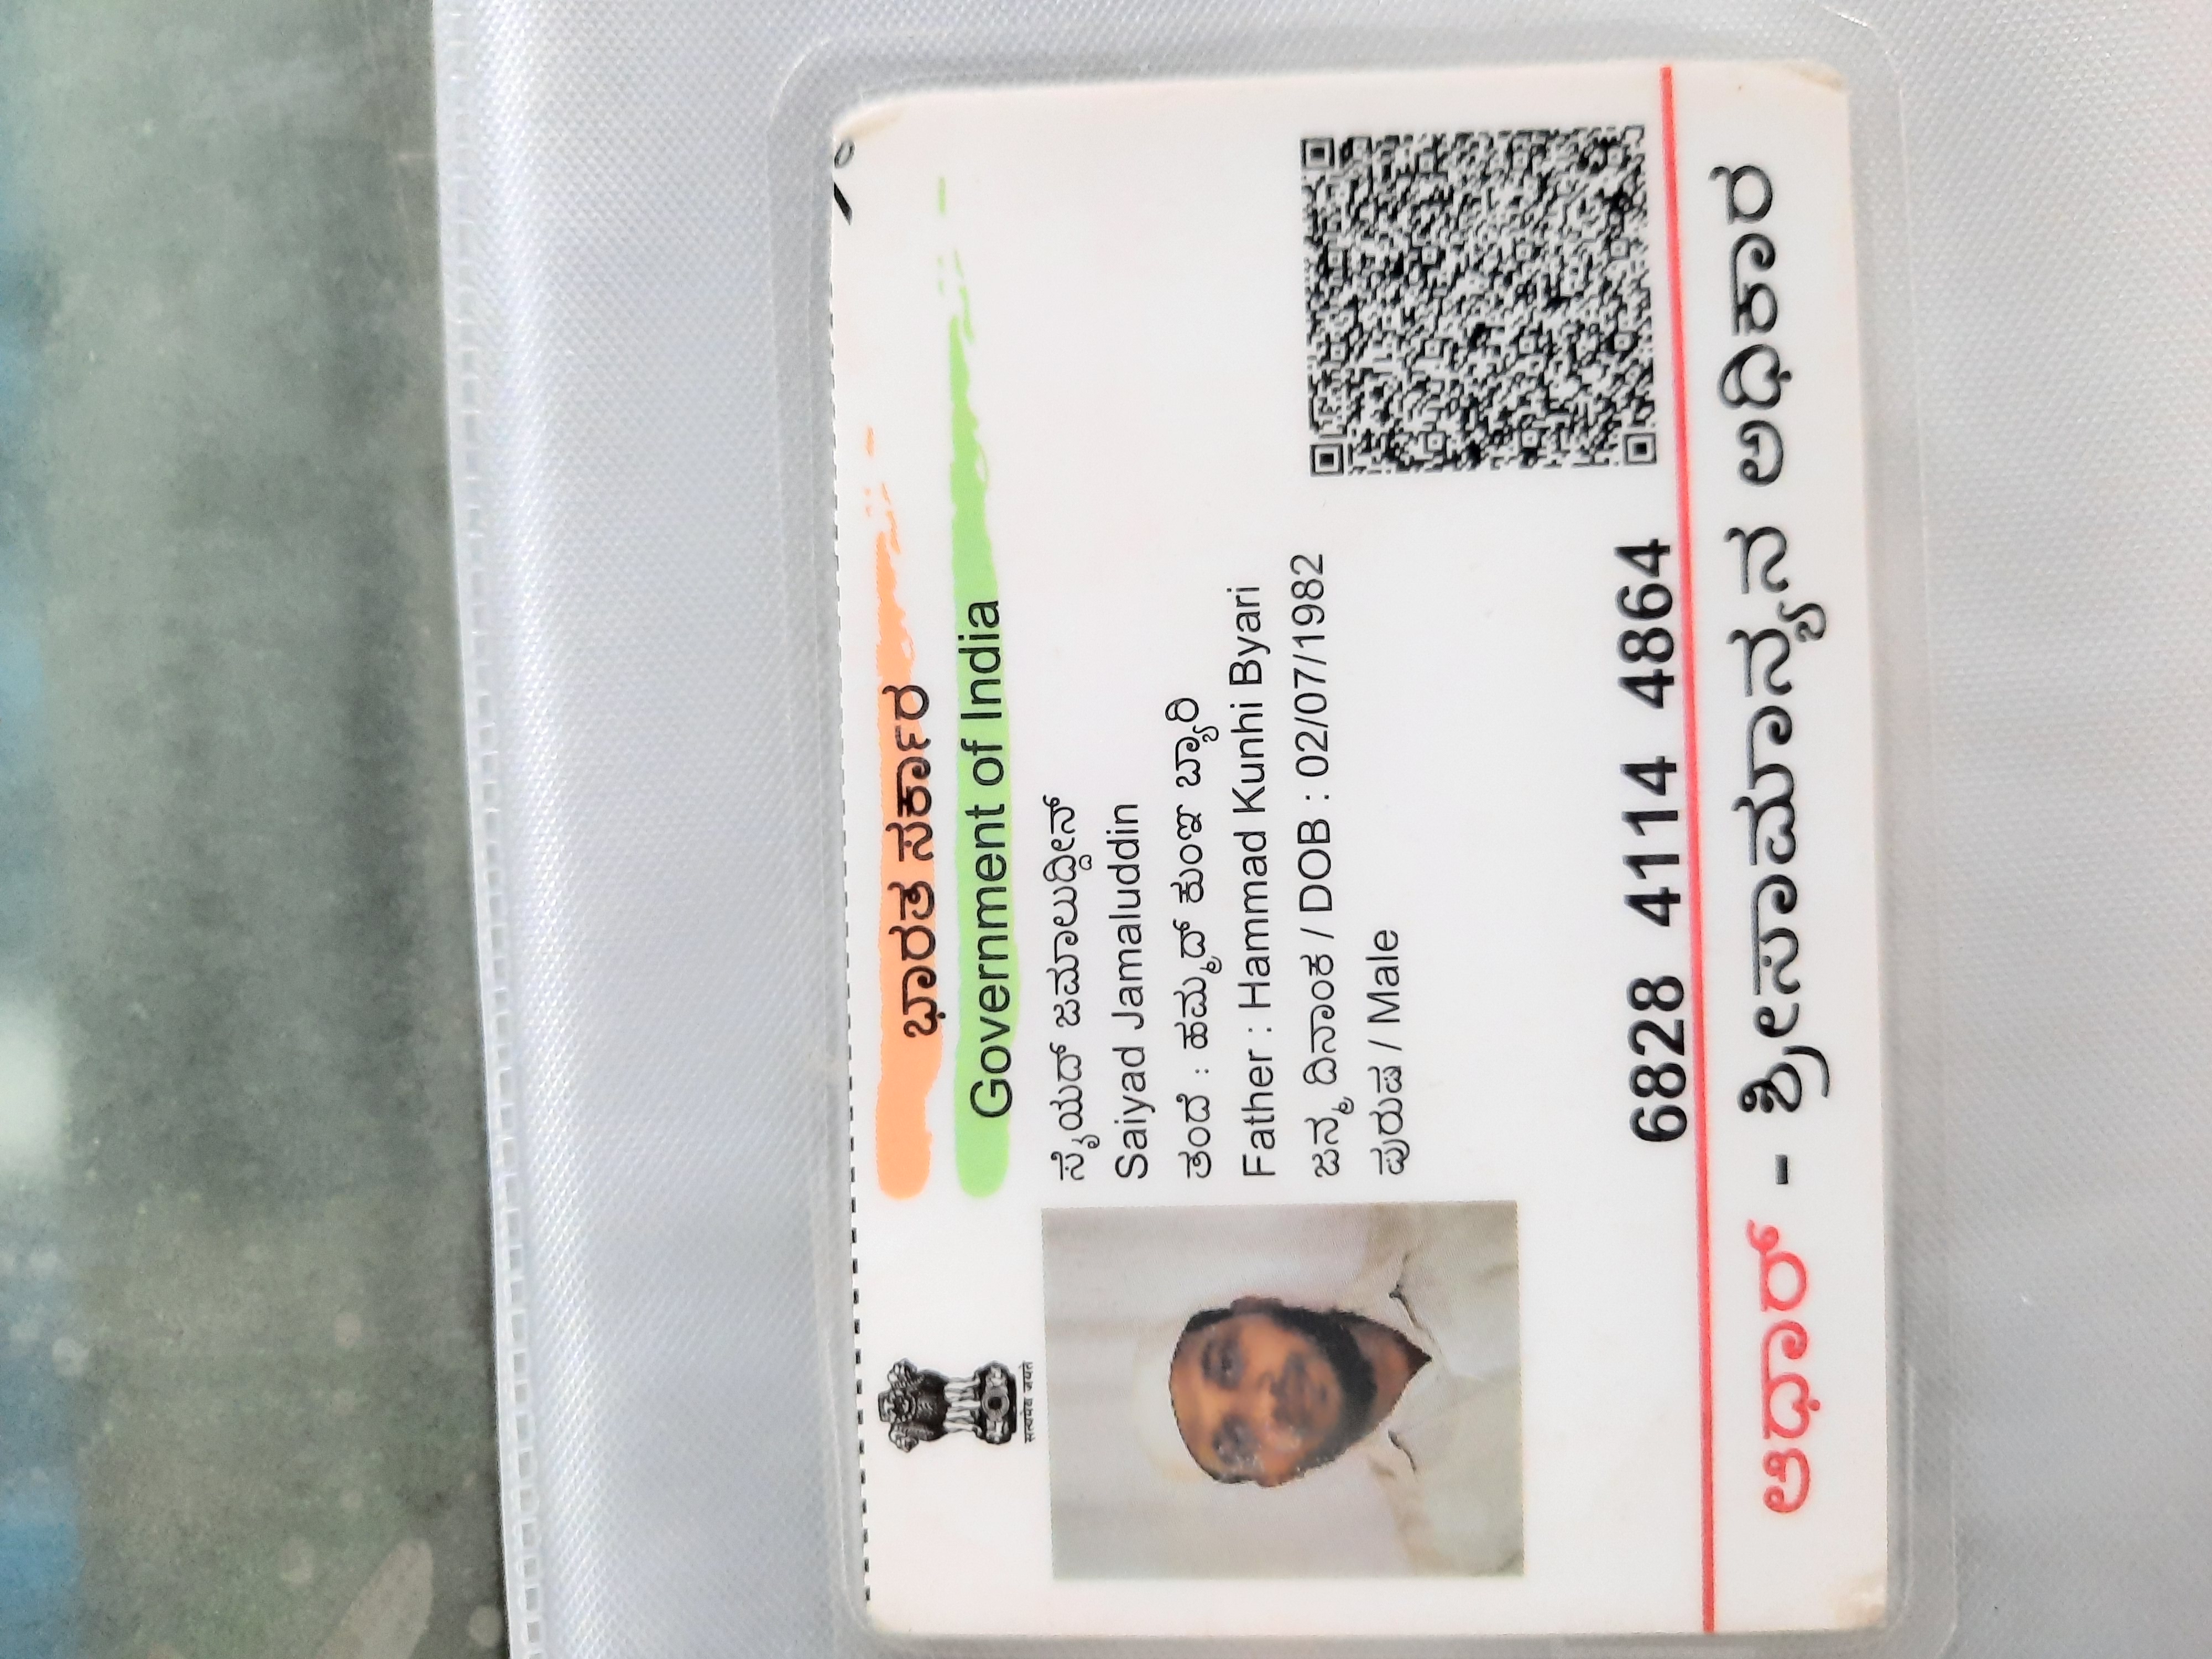 ಭಾರತ ಸರ್ಕಾರ
Government of India
सत्यमेव जयते
ಸೈಯದ್ ಜಮಾಲುದ್ದೀನ್
Saiyad Jamaluddin
ತಂದೆ : ಹಮ್ಮದ್ ಕುಂಞ ಬ್ಯಾರಿ
Father : Hammad Kunhi Byari
ಜನ್ಮ ದಿನಾಂಕ / DOB : 02/07/1982
ಪುರುಷ / Male
6828 4114 4864
ಆಧಾರ್ - ಶ್ರೀಸಾಮಾನ್ಯನ ಅಧಿಕಾರ